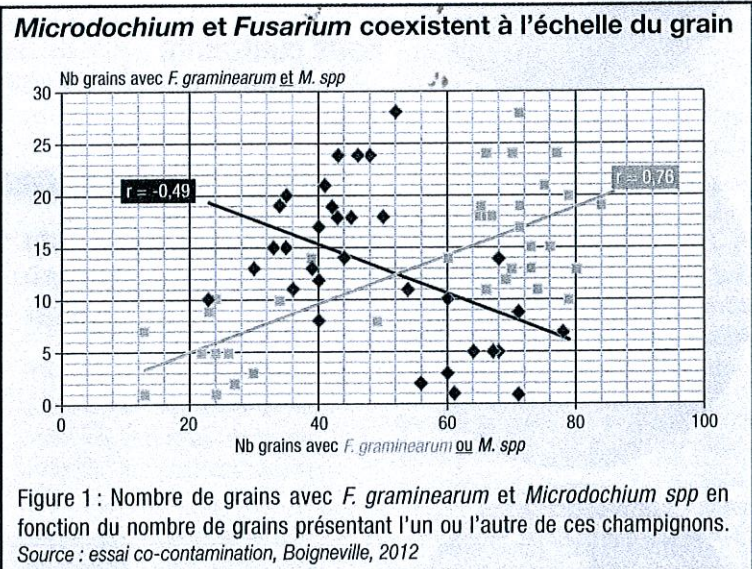 Microdochium et Fusarium coexistent à l'échelle du grain
Nb grains avec F. graminearum et M. spp
30
25
20
15
10
5
0
r = -0,49
r = 0,76
0
20
40
60
80
100
Nb grains avec F. graminearum ou M. spp
Figure 1 : Nombre de grains avec F. graminearum et Microdochium spp en
fonction du nombre de grains présentant l'un ou l'autre de ces champignons.
Source : essai co-contamination, Boigneville, 2012